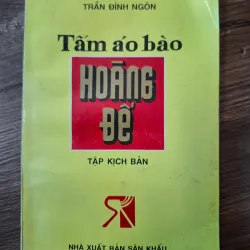 TRẦN ĐÌNH NGÔN
Tấm áo bào
HOÀNG
ĐẾ
TẬP KỊCH BẢN
NHÀ XUẤT BẢN SÂN KHẤU